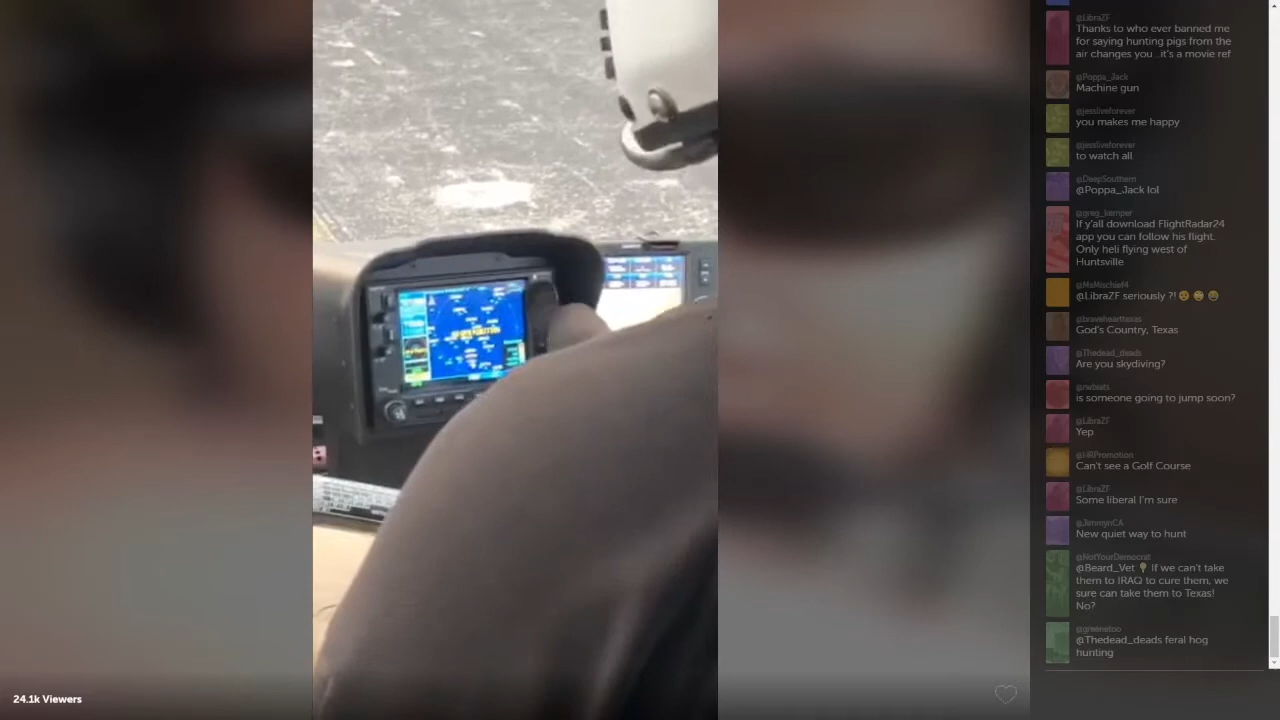 @LibraZF
Thanks to who ever banned me
for saying hunting pigs from the
air changes you ..it's a movie ref
@Poppa_Jack
Machine gun
@jessliveforever
you makes me happy
@jessliveforever
to watch all
@DeepSouthern
@Poppa_Jack lol
@greg_kemper
If y'all download FlightRadar24
app you can follow his flight.
Only heli flying west of
Huntsville
@MsMischief4
@LibraZF seriously ?!
@bravehearttexas
God's Country, Texas
@Thedead_deads
Are you skydiving?
is someone going to jump soon?
@LibraZF
Yep
@HRPromotion
Can't see a Golf Course
@LibraZF
Some liberal I'm sure
@JimmynCA
New quiet way to hunt
@NotYourDemocrat
@Beard_Vet If we can't take
them to IRAQ to cure them, we
sure can take them to Texas!
No?
@greenetoo
@Thedead_deads feral hog
hunting
24.1k Viewers